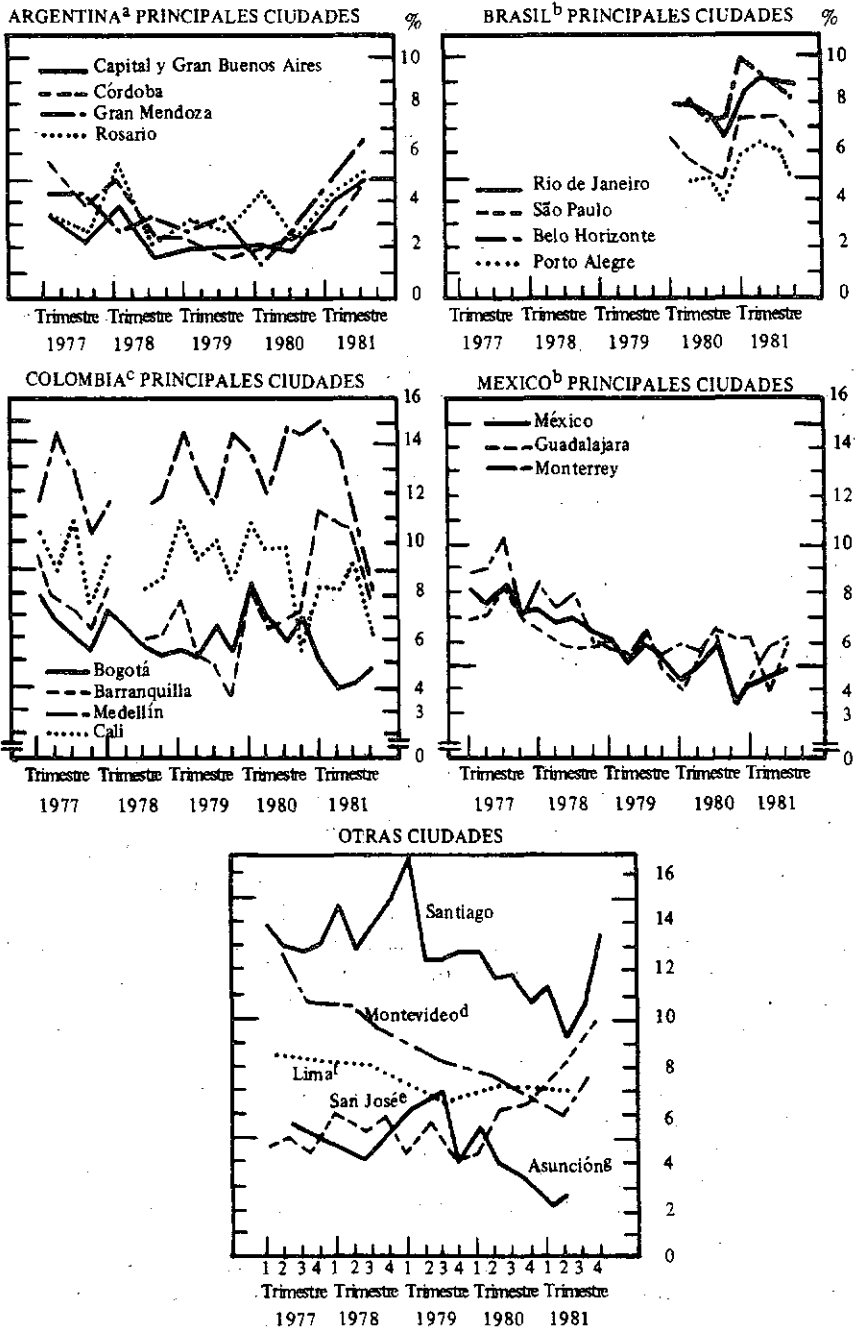 ARGENTINAᵃ PRINCIPALES CIUDADES
%
Capital y Gran Buenos Aires
Córdoba
Gran Mendoza
Rosario
10
8
6
4
2
0
Trimestre Trimestre Trimestre Trimestre Trimestre
1977 1978 1979 1980 1981
BRASILᵇ PRINCIPALES CIUDADES
%
Río de Janeiro
São Paulo
Belo Horizonte
Porto Alegre
10
8
6
4
2
0
Trimestre Trimestre Trimestre Trimestre Trimestre
1977 1978 1979 1980 1981
COLOMBIAᶜ PRINCIPALES CIUDADES
Bogotá
Barranquilla
Medellín
Cali
16
14
12
10
8
6
4
3
0
Trimestre Trimestre Trimestre Trimestre Trimestre
1977 1978 1979 1980 1981
MEXICOᵇ PRINCIPALES CIUDADES
México
Guadalajara
Monterrey
16
14
12
10
8
6
4
3
0
Trimestre Trimestre Trimestre Trimestre Trimestre
1977 1978 1979 1980 1981
OTRAS CIUDADES
Santiago
Montevideoᵈ
Limaᶠ
San Joséᵉ
Asunciónᵍ
16
14
12
10
8
6
4
2
0
1 2 3 4 1 2 3 4 1 2 3 4 1 2 3 4 1 2 3 4
Trimestre Trimestre Trimestre Trimestre Trimestre
1977 1978 1979 1980 1981